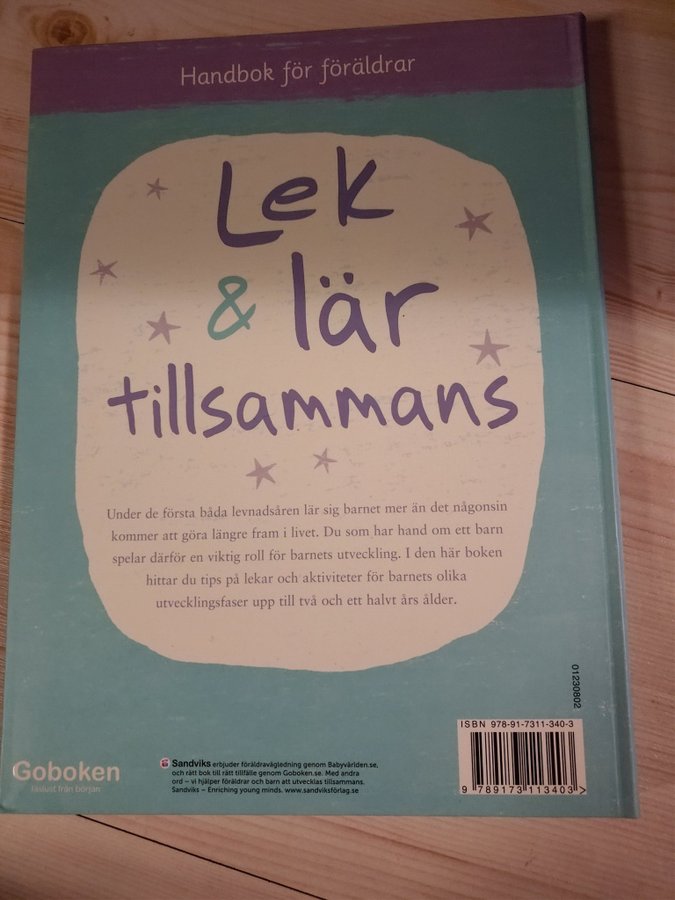 Handbok för föräldrar
Lek
& lär
tillsammans
Under de första båda levnadsåren lär sig barnet mer än det någonsin
kommer att göra längre fram i livet. Du som har hand om ett barn
spelar därför en viktig roll för barnets utveckling. I den här boken
hittar du tips på lekar och aktiviteter för barnets olika
utvecklingsfaser upp till två och ett halvt års ålder.
01230802
ISBN 978-91-7311-340-3
9 789173 113403 >
Goboken
läslust från början
Sandviks erbjuder föräldravägledning genom Babyvärlden.se,
och rätt bok till rätt tillfälle genom Goboken.se. Med andra
ord – vi hjälper föräldrar och barn att utvecklas tillsammans.
Sandviks – Enriching young minds. www.sandviksförlag.se